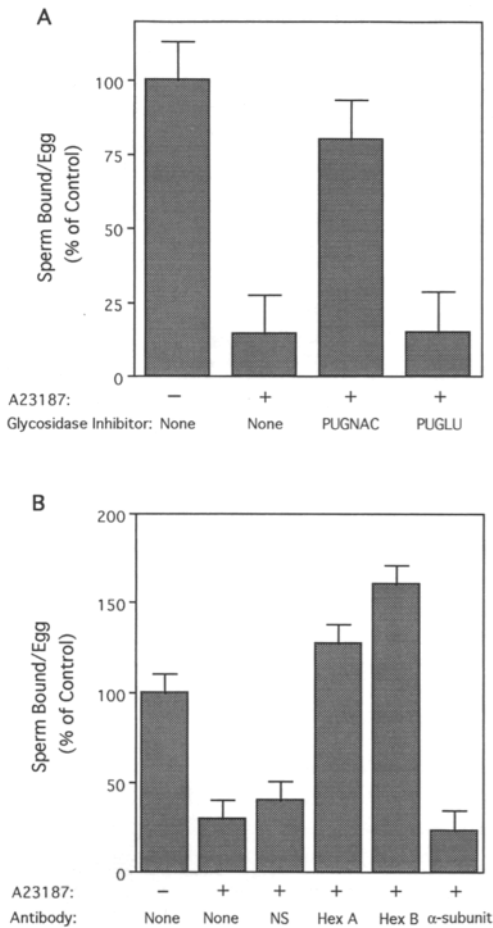 A
Sperm Bound/Egg
(% of Control)
100
75
50
25
0
A23187: – + + +
Glycosidase Inhibitor: None None PUGNAC PUGLU
B
Sperm Bound/Egg
(% of Control)
200
150
100
50
0
A23187: – + + + + +
Antibody: None None NS Hex A Hex B α-subunit